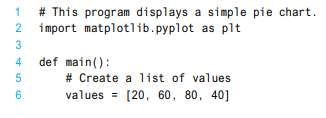 1 # This program displays a simple pie chart.
2 import matplotlib.pyplot as plt
3
4 def main():
5     # Create a list of values
6     values = [20, 60, 80, 40]